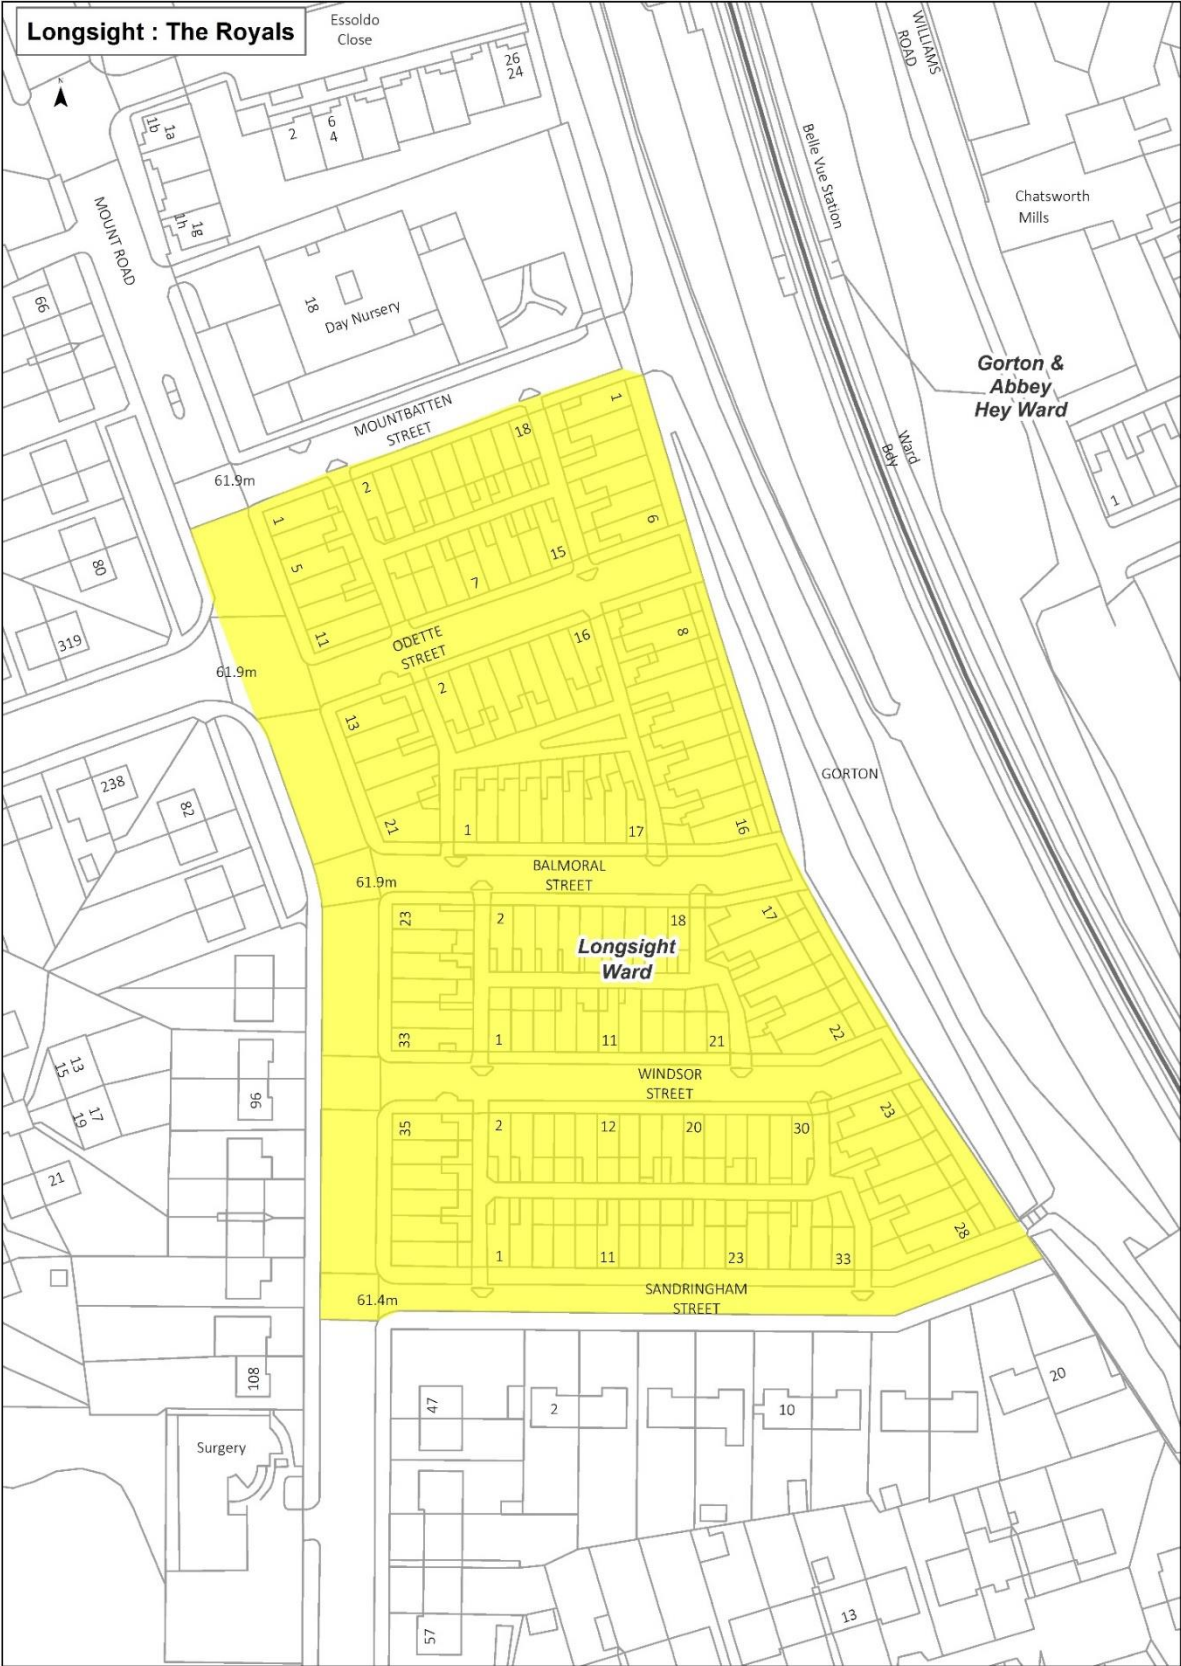 Longsight : The Royals
Essoldo
Close
26
24
WILLIAMS
ROAD
N
1b
1a
2
6
4
Belle Vue Station
Chatsworth
Mills
MOUNT ROAD
1h
1g
66
18
Day Nursery
Gorton &
Abbey
Hey Ward
1
MOUNTBATTEN
STREET
18
Ward
Bdy
61.9m
2
1
1
6
80
5
7
15
319
11
ODETTE
STREET
16
8
61.9m
2
13
GORTON
238
82
21
1
17
16
BALMORAL
STREET
61.9m
23
2
18
17
Longsight
Ward
33
1
11
21
22
WINDSOR
STREET
13
15
17
19
96
35
2
12
20
30
23
21
1
11
23
33
28
SANDRINGHAM
STREET
61.4m
108
47
2
10
20
Surgery
57
13